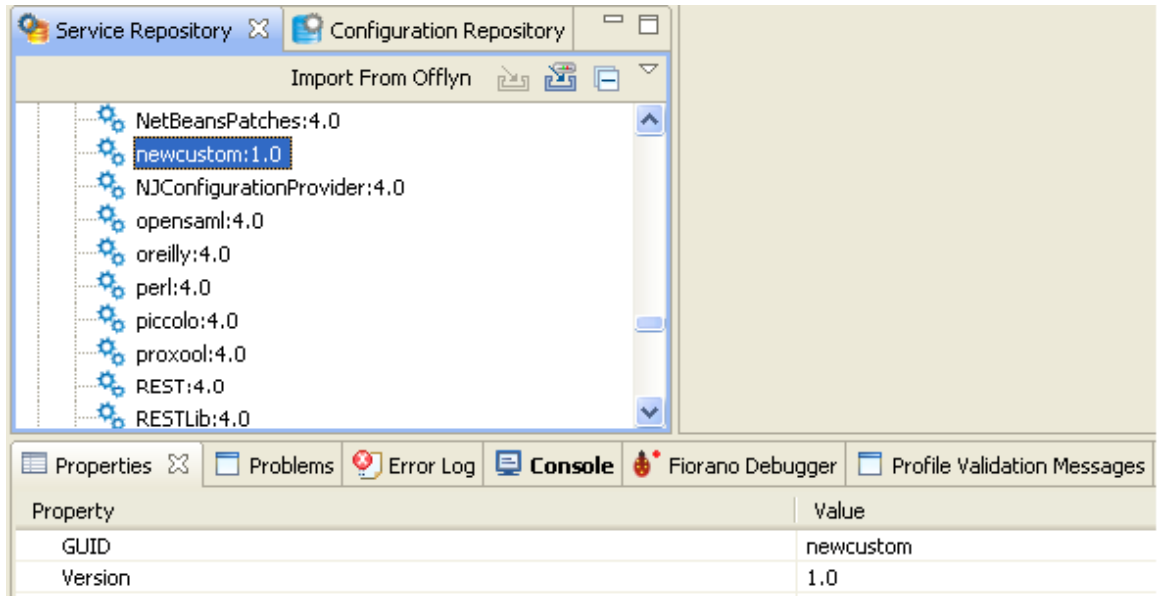 Service Repository Configuration Repository
Import From Offlyn
NetBeansPatches:4.0
newcustom:1.0
NJConfigurationProvider:4.0
opensaml:4.0
oreilly:4.0
perl:4.0
piccolo:4.0
proxool:4.0
REST:4.0
RESTLib:4.0
Properties Problems Error Log Console Fiorano Debugger Profile Validation Messages
Property Value
GUID newcustom
Version 1.0